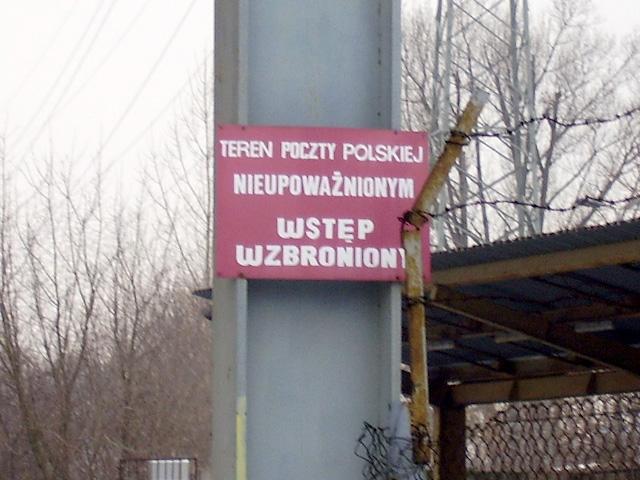 TEREN POCZTY POLSKIEJ
NIEUPOWAŻNIONYM
WSTĘP
WZBRONIONY